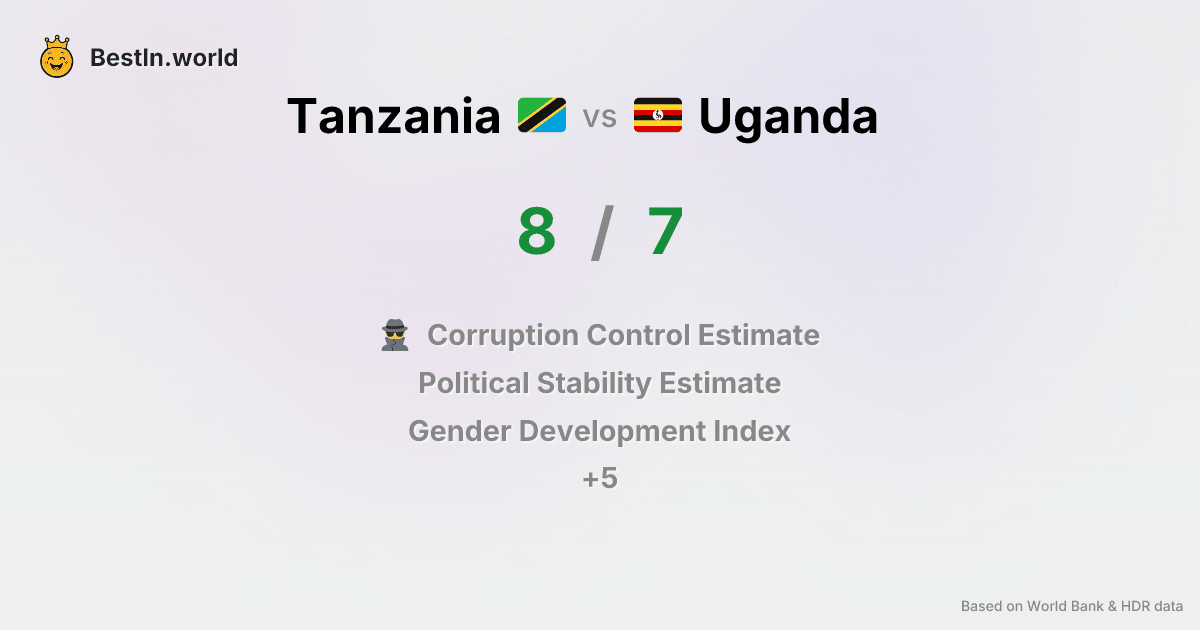 BestIn.world
Tanzania vs Uganda
8 / 7
Corruption Control Estimate
Political Stability Estimate
Gender Development Index
+5
Based on World Bank & HDR data